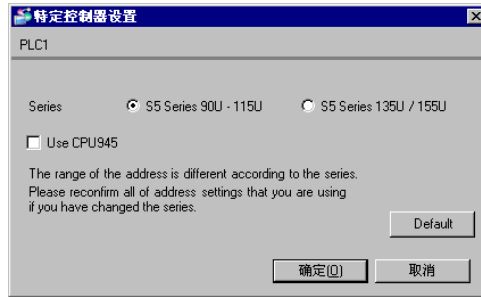 特定控制器设置
PLC1
Series S5 Series 90U - 115U S5 Series 135U / 155U
Use CPU945
The range of the address is different according to the series.
Please reconfirm all of address settings that you are using
if you have changed the series.
Default
确定(O) 取消